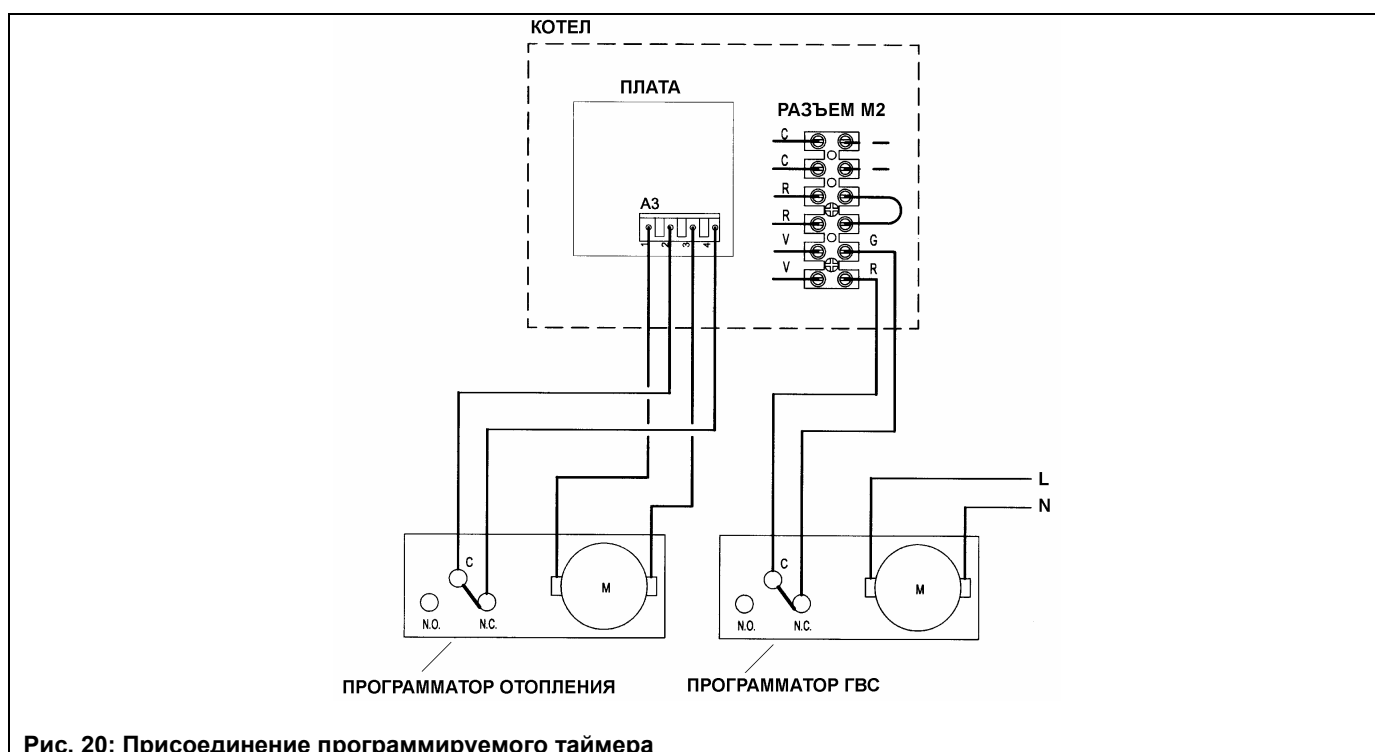 КОТЕЛ
ПЛАТА
РАЗЪЕМ М2
C
C
R
R
V
G
V
R
A3
1 2 3 4
L
N
C
M
N.O.
N.C.
C
M
N.O.
N.C.
ПРОГРАММАТОР ОТОПЛЕНИЯ
ПРОГРАММАТОР ГВС
Рис. 20: Присоединение программируемого таймера